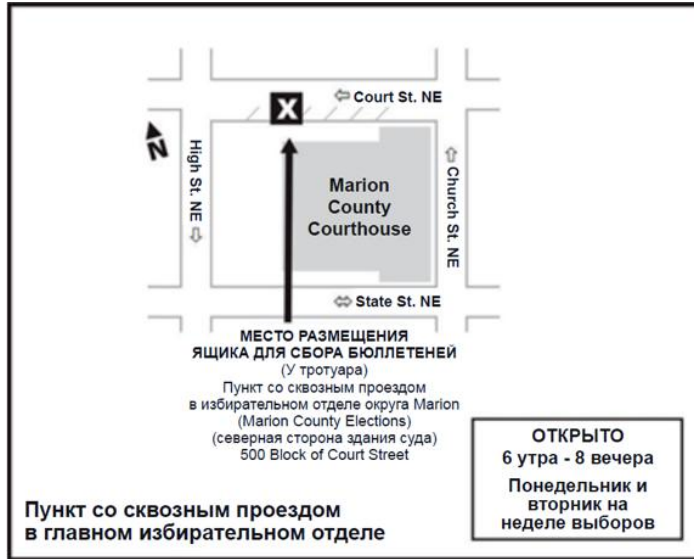 Court St. NE
X
N
High St. NE
Marion
County
Courthouse
Church St. NE
State St. NE
МЕСТО РАЗМЕЩЕНИЯ
ЯЩИКА ДЛЯ СБОРА БЮЛЛЕТЕНЕЙ
(У тротуара)
Пункт со сквозным проездом
в избирательном отделе округа Marion
(Marion County Elections)
(северная сторона здания суда)
500 Block of Court Street
ОТКРЫТО
6 утра - 8 вечера
Понедельник и
вторник на
неделе выборов
Пункт со сквозным проездом
в главном избирательном отделе